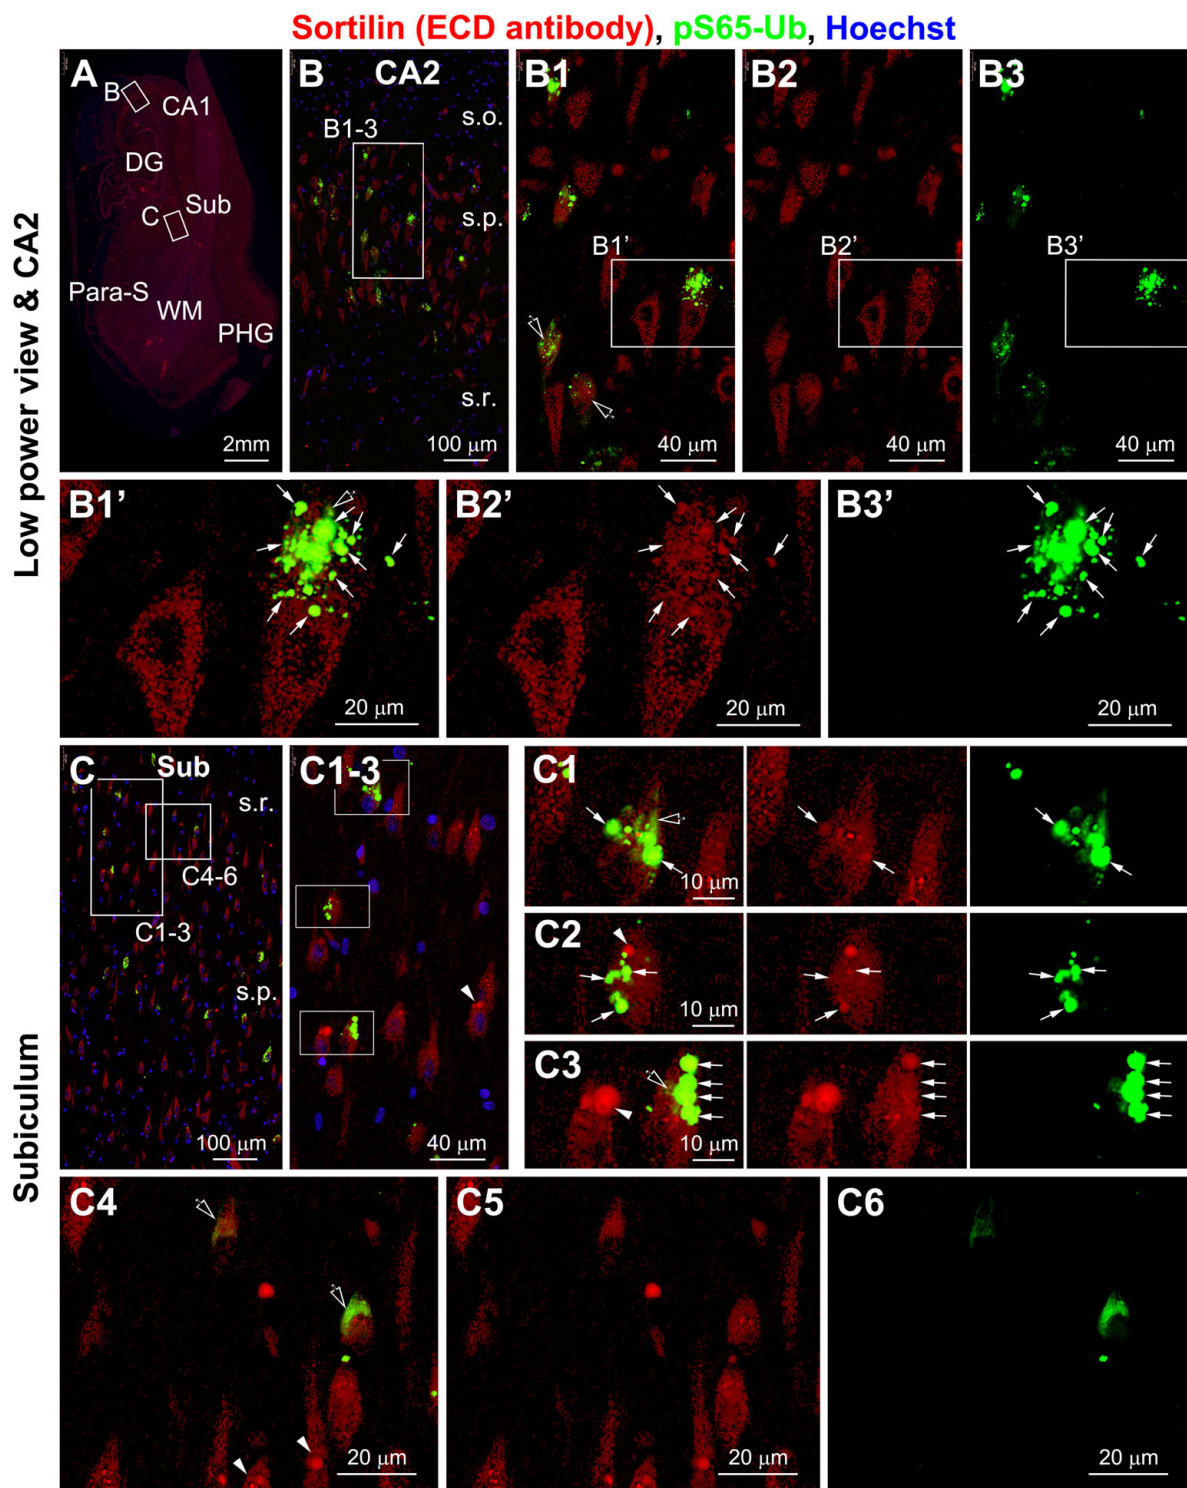 Sortilin (ECD antibody), pS65-Ub, Hoechst
Low power view & CA2
A
B
CA1
DG
C
Sub
Para-S
WM
PHG
2mm
B
CA2
B1-3
s.o.
s.p.
s.r.
100 μm
B1
B1’
40 μm
B2
B2’
40 μm
B3
B3’
40 μm
B1’
20 μm
B2’
20 μm
B3’
20 μm
Subiculum
C
Sub
s.r.
C4-6
C1-3
s.p.
100 μm
C1-3
40 μm
C1
10 μm
C2
10 μm
C3
10 μm
C4
20 μm
C5
20 μm
C6
20 μm